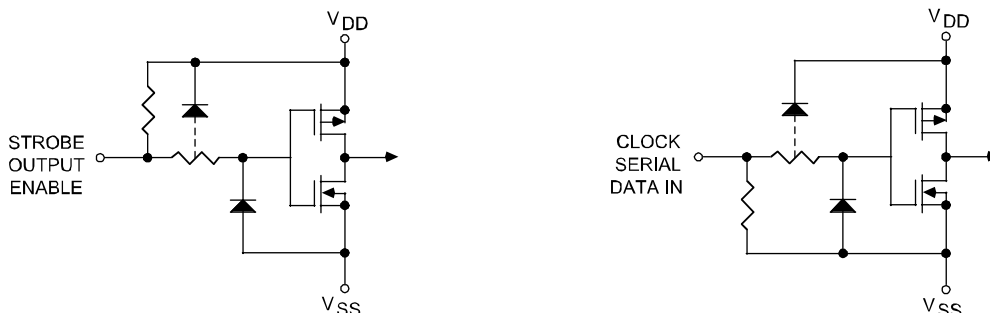 VDD
STROBE
OUTPUT
ENABLE
VSS
VDD
CLOCK
SERIAL
DATA IN
VSS